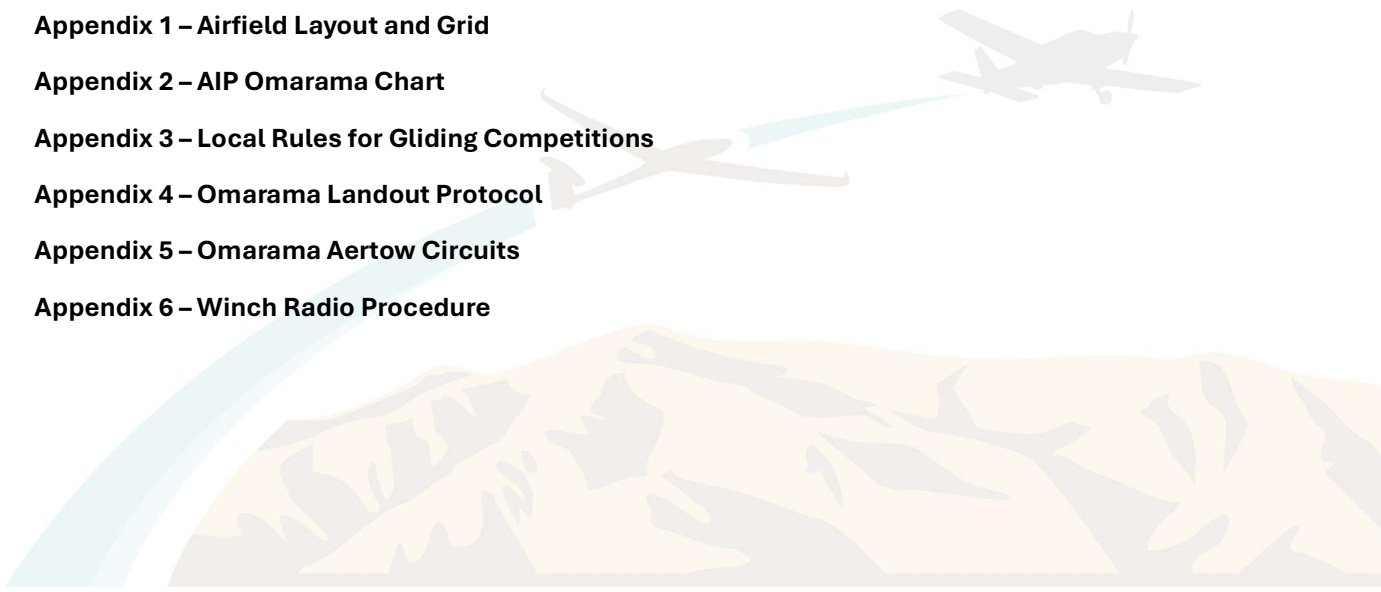 Appendix 1 – Airfield Layout and Grid
Appendix 2 – AIP Omarama Chart
Appendix 3 – Local Rules for Gliding Competitions
Appendix 4 – Omarama Landout Protocol
Appendix 5 – Omarama Aertow Circuits
Appendix 6 – Winch Radio Procedure